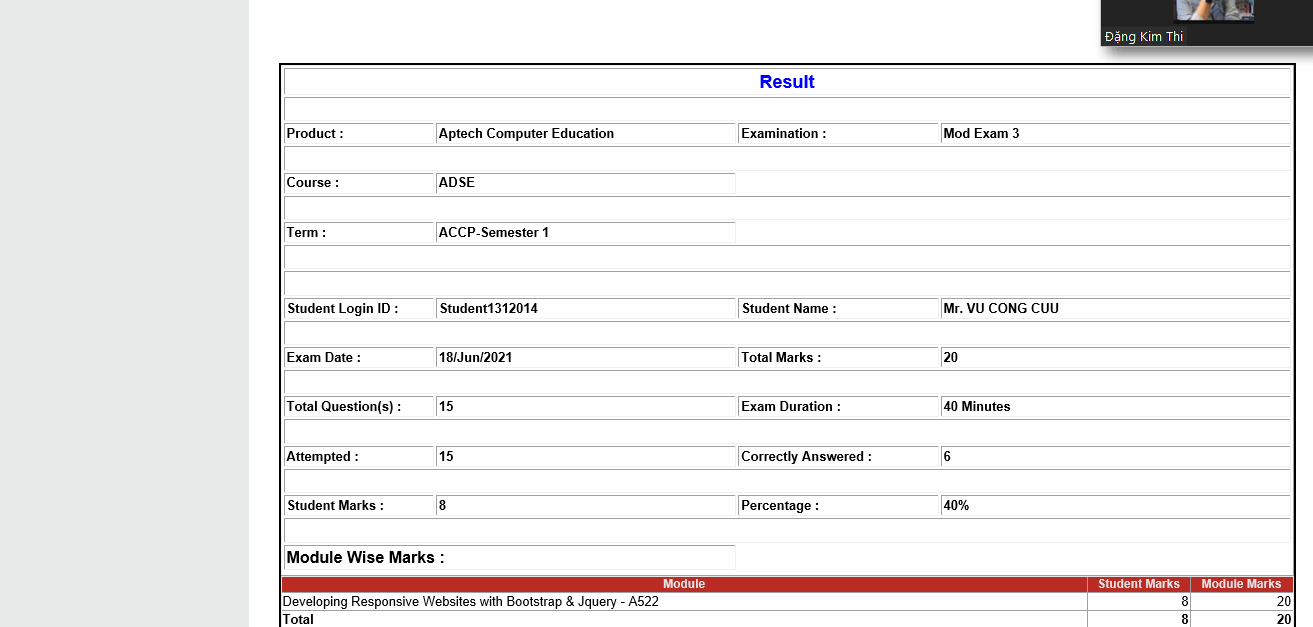 Đặng Kim Thi
Result
Product : Aptech Computer Education Examination : Mod Exam 3
Course : ADSE
Term : ACCP-Semester 1
Student Login ID : Student1312014 Student Name : Mr. VU CONG CUU
Exam Date : 18/Jun/2021 Total Marks : 20
Total Question(s) : 15 Exam Duration : 40 Minutes
Attempted : 15 Correctly Answered : 6
Student Marks : 8 Percentage : 40%
Module Wise Marks :
Module Student Marks Module Marks
Developing Responsive Websites with Bootstrap & Jquery - A522 8 20
Total 8 20